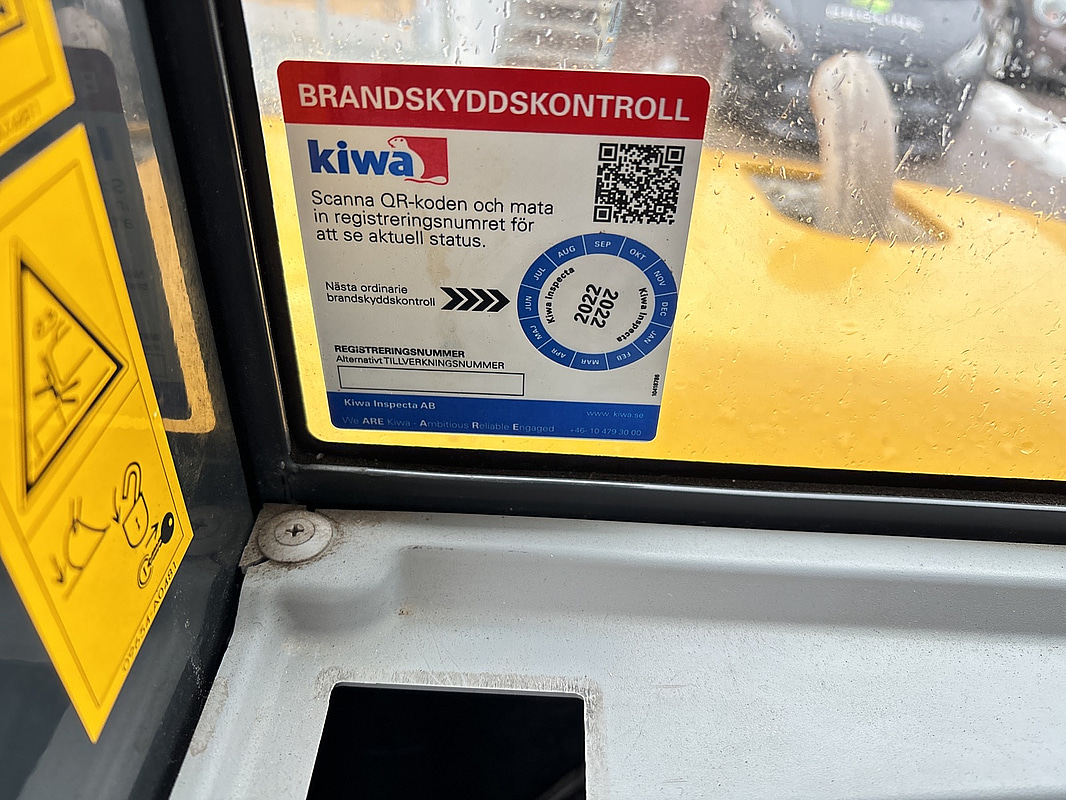 BRANDSKYDDSKONTROLL
kiwa
Scanna QR-koden och mata
in registreringsnumret för
att se aktuell status.
Nästa ordinarie
brandskyddskontroll
JAN
FEB
MAR
APR
MAJ
JUN
JUL
AUG
SEP
OKT
NOV
DEC
Kiwa Inspecta
2022
2022
Kiwa Inspecta
REGISTRERINGSNUMMER
Alternativt TILLVERKNINGSNUMMER
Kiwa Inspecta AB
www.kiwa.se
We ARE Kiwa - Ambitious Reliable Engaged
+46- 10 479 30 00
09654-A0481